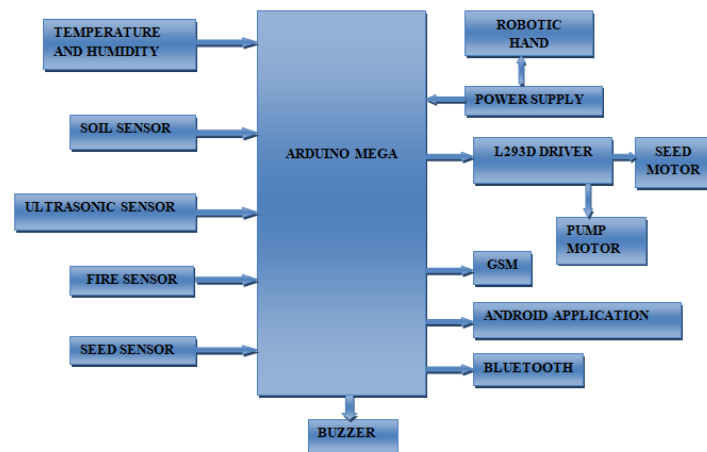 TEMPERATURE
AND HUMIDITY
SOIL SENSOR
ULTRASONIC SENSOR
FIRE SENSOR
SEED SENSOR
ARDUINO MEGA
BUZZER
ROBOTIC
HAND
POWER SUPPLY
L293D DRIVER
SEED
MOTOR
PUMP
MOTOR
GSM
ANDROID APPLICATION
BLUETOOTH